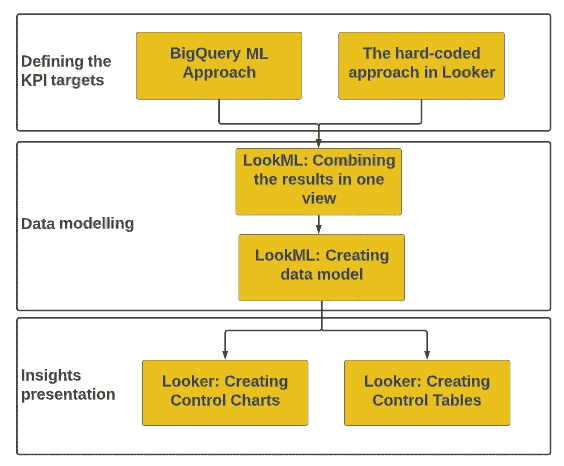 Defining the
KPI targets
BigQuery ML
Approach
The hard-coded
approach in Looker
LookML: Combining
the results in one
view
Data modelling
LookML: Creating
data model
Insights
presentation
Looker: Creating
Control Charts
Looker: Creating
Control Tables